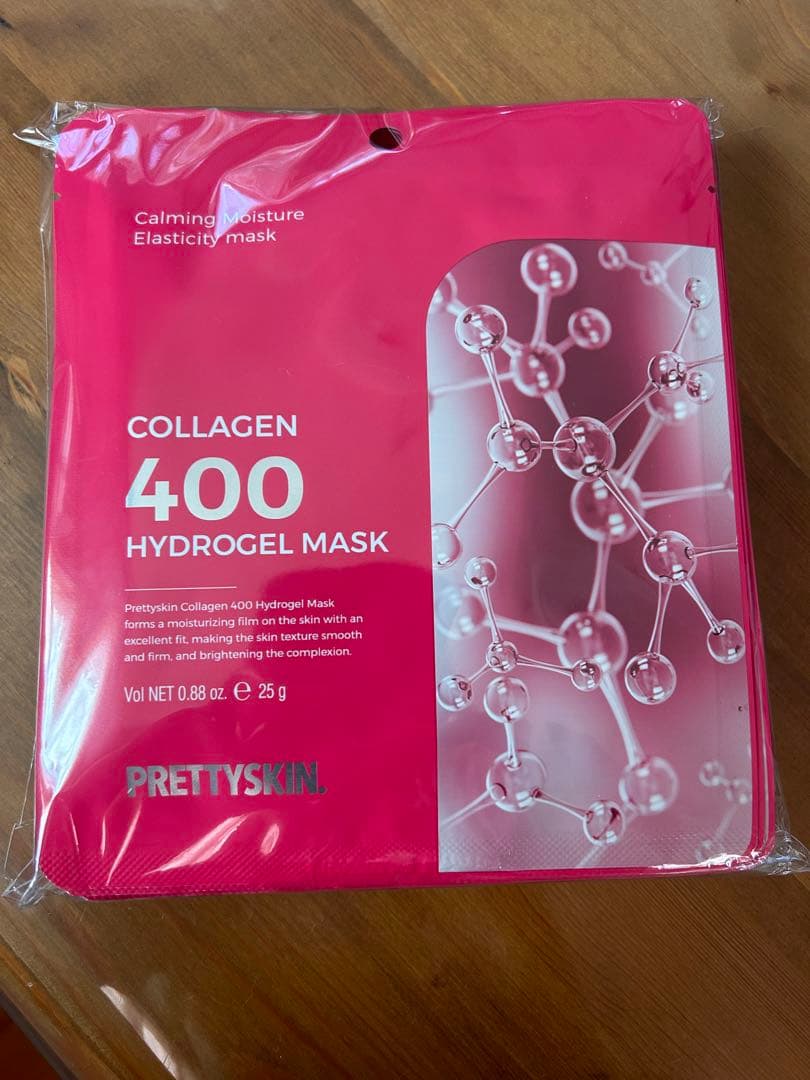 Calming Moisture
Elasticity mask
COLLAGEN
400
HYDROGEL MASK
Prettyskin Collagen 400 Hydrogel Mask
forms a moisturizing film on the skin with an
excellent fit, making the skin texture smooth
and firm, and brightening the complexion.
Vol NET 0.88 oz. ℮ 25 g
PRETTYSKIN.